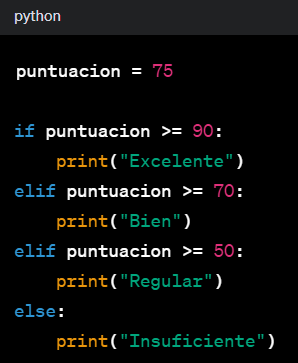 python
puntuacion = 75
if puntuacion >= 90:
    print("Excelente")
elif puntuacion >= 70:
    print("Bien")
elif puntuacion >= 50:
    print("Regular")
else:
    print("Insuficiente")